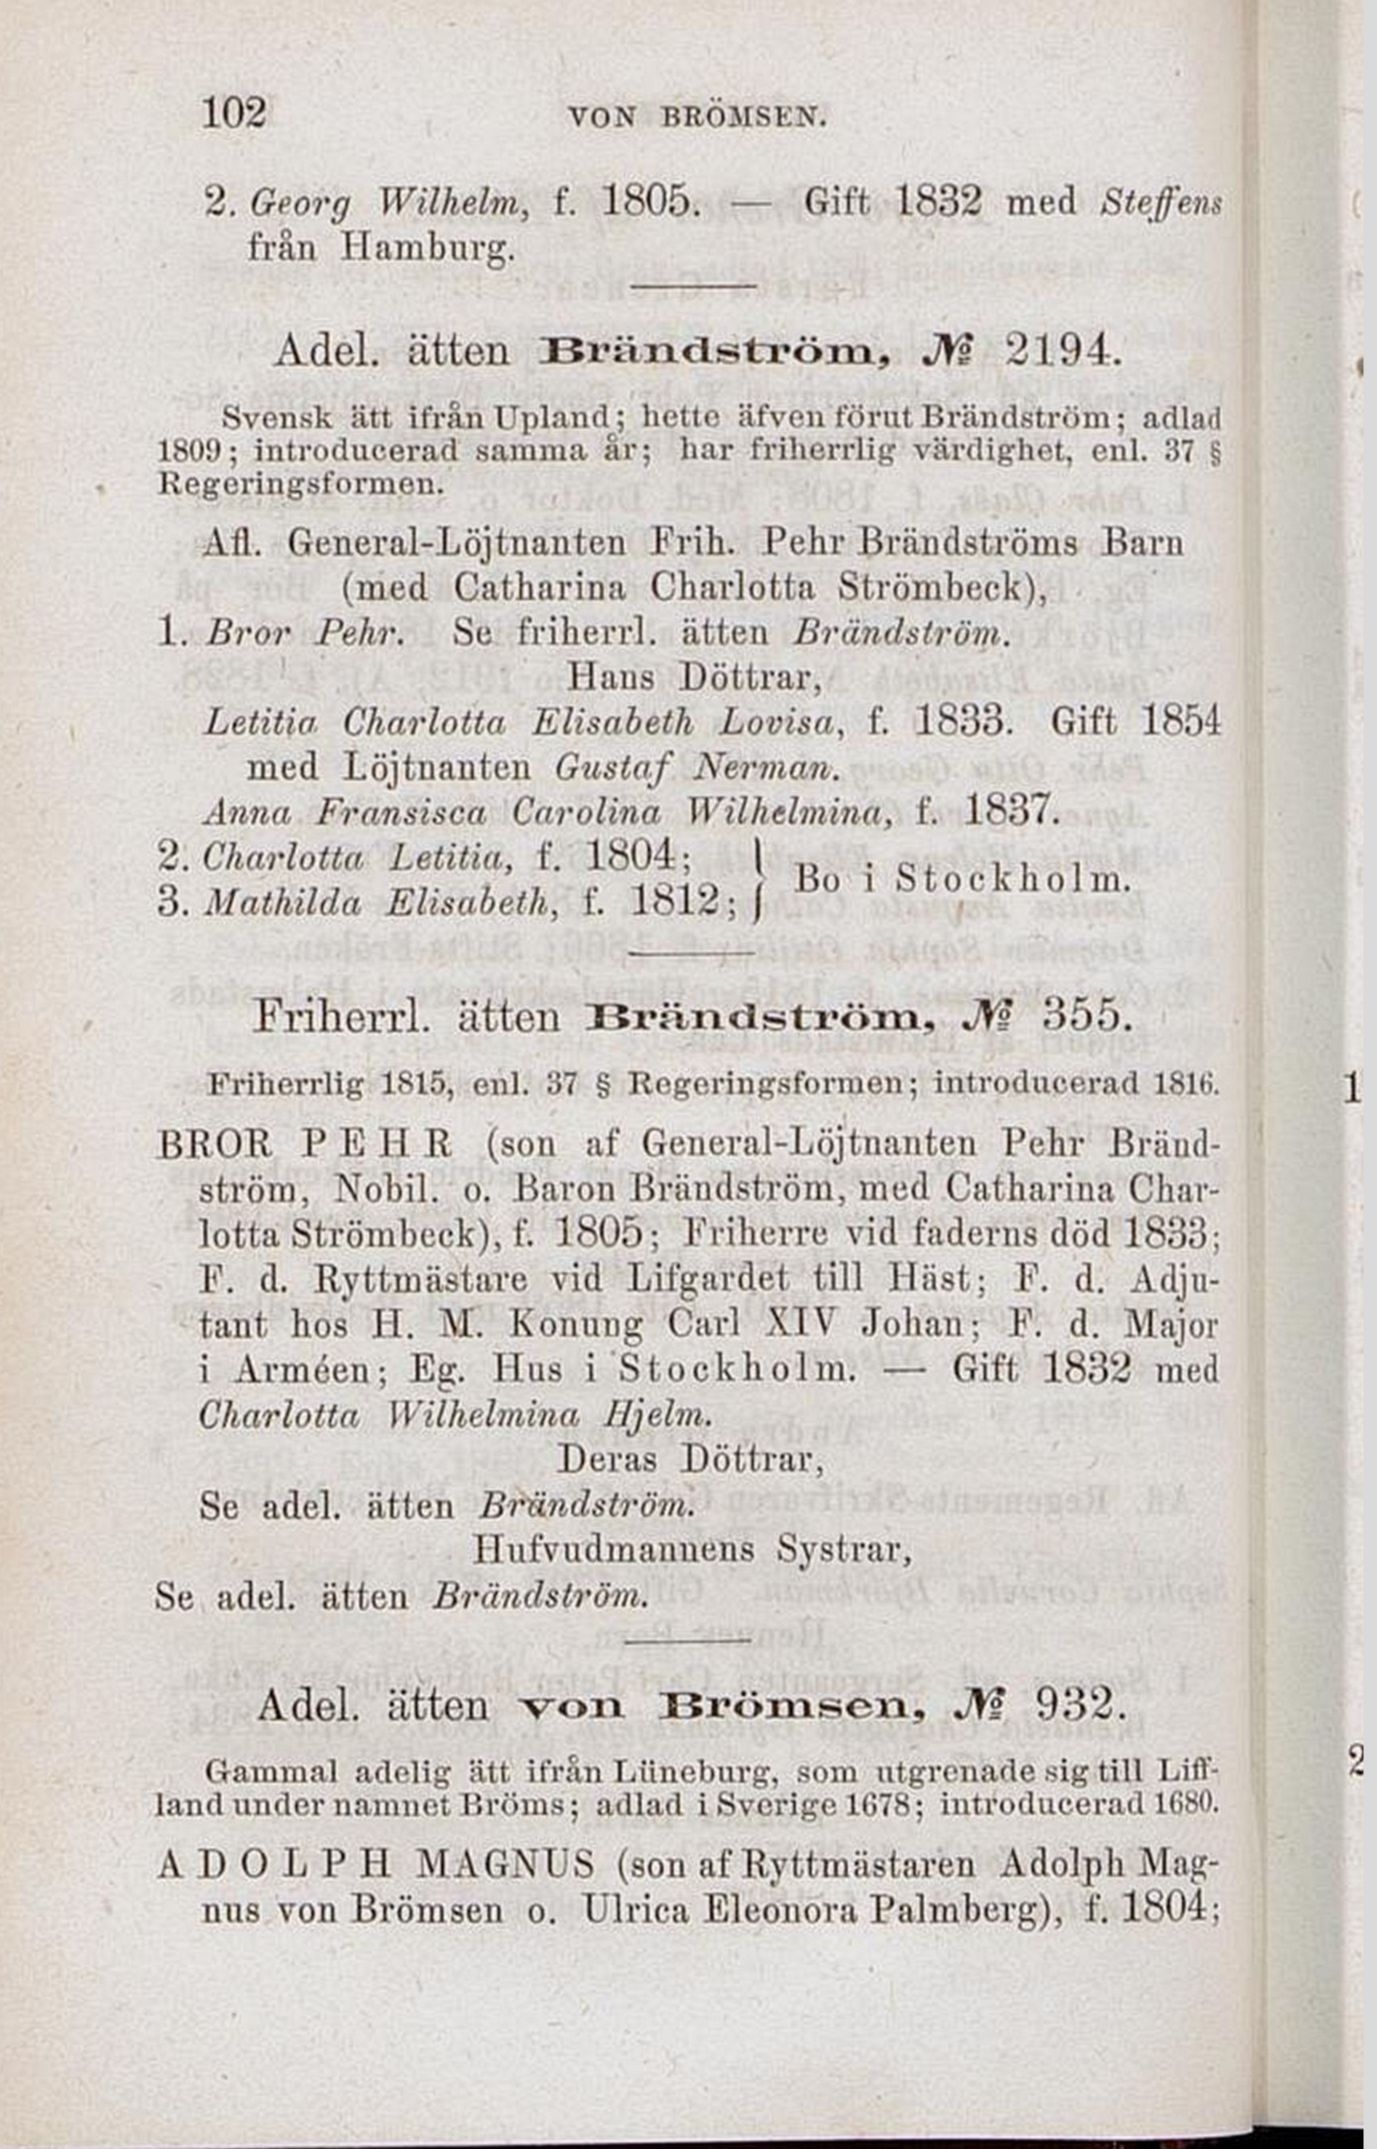 102 VON BRÖMSEN.
2. Georg Wilhelm, f. 1805. — Gift 1832 med Steffens
från Hamburg.
Adel. ätten Brändström, № 2194.
Svensk ätt ifrån Upland; hette äfven förut Brändström; adlad
1809; introducerad samma år; har friherrlig värdighet, enl. 37 §
Regeringsformen.
Afl. General-Löjtnanten Frih. Pehr Brändströms Barn
(med Catharina Charlotta Strömbeck),
1. Bror Pehr. Se friherrl. ätten Brändström.
Hans Döttrar,
Letitia Charlotta Elisabeth Lovisa, f. 1833. Gift 1854
med Löjtnanten Gustaf Nerman.
Anna Fransisca Carolina Wilhelmina, f. 1837.
2. Charlotta Letitia, f. 1804; }
3. Mathilda Elisabeth, f. 1812; } Bo i Stockholm.
Friherrl. ätten Brändström, № 355.
Friherrlig 1815, enl. 37 § Regeringsformen; introducerad 1816.
BROR PEHR (son af General-Löjtnanten Pehr Bränd-
ström, Nobil. o. Baron Brändström, med Catharina Char-
lotta Strömbeck), f. 1805; Friherre vid faderns död 1833;
F. d. Ryttmästare vid Lifgardet till Häst; F. d. Adju-
tant hos H. M. Konung Carl XIV Johan; F. d. Major
i Arméen; Eg. Hus i Stockholm. — Gift 1832 med
Charlotta Wilhelmina Hjelm.
Deras Döttrar,
Se adel. ätten Brändström.
Hufvudmannens Systrar,
Se adel. ätten Brändström.
Adel. ätten von Brömsen, № 932.
Gammal adelig ätt ifrån Lüneburg, som utgrenade sig till Liff-
land under namnet Bröms; adlad i Sverige 1678; introducerad 1680.
ADOLPH MAGNUS (son af Ryttmästaren Adolph Mag-
nus von Brömsen o. Ulrica Eleonora Palmberg), f. 1804;
1
2